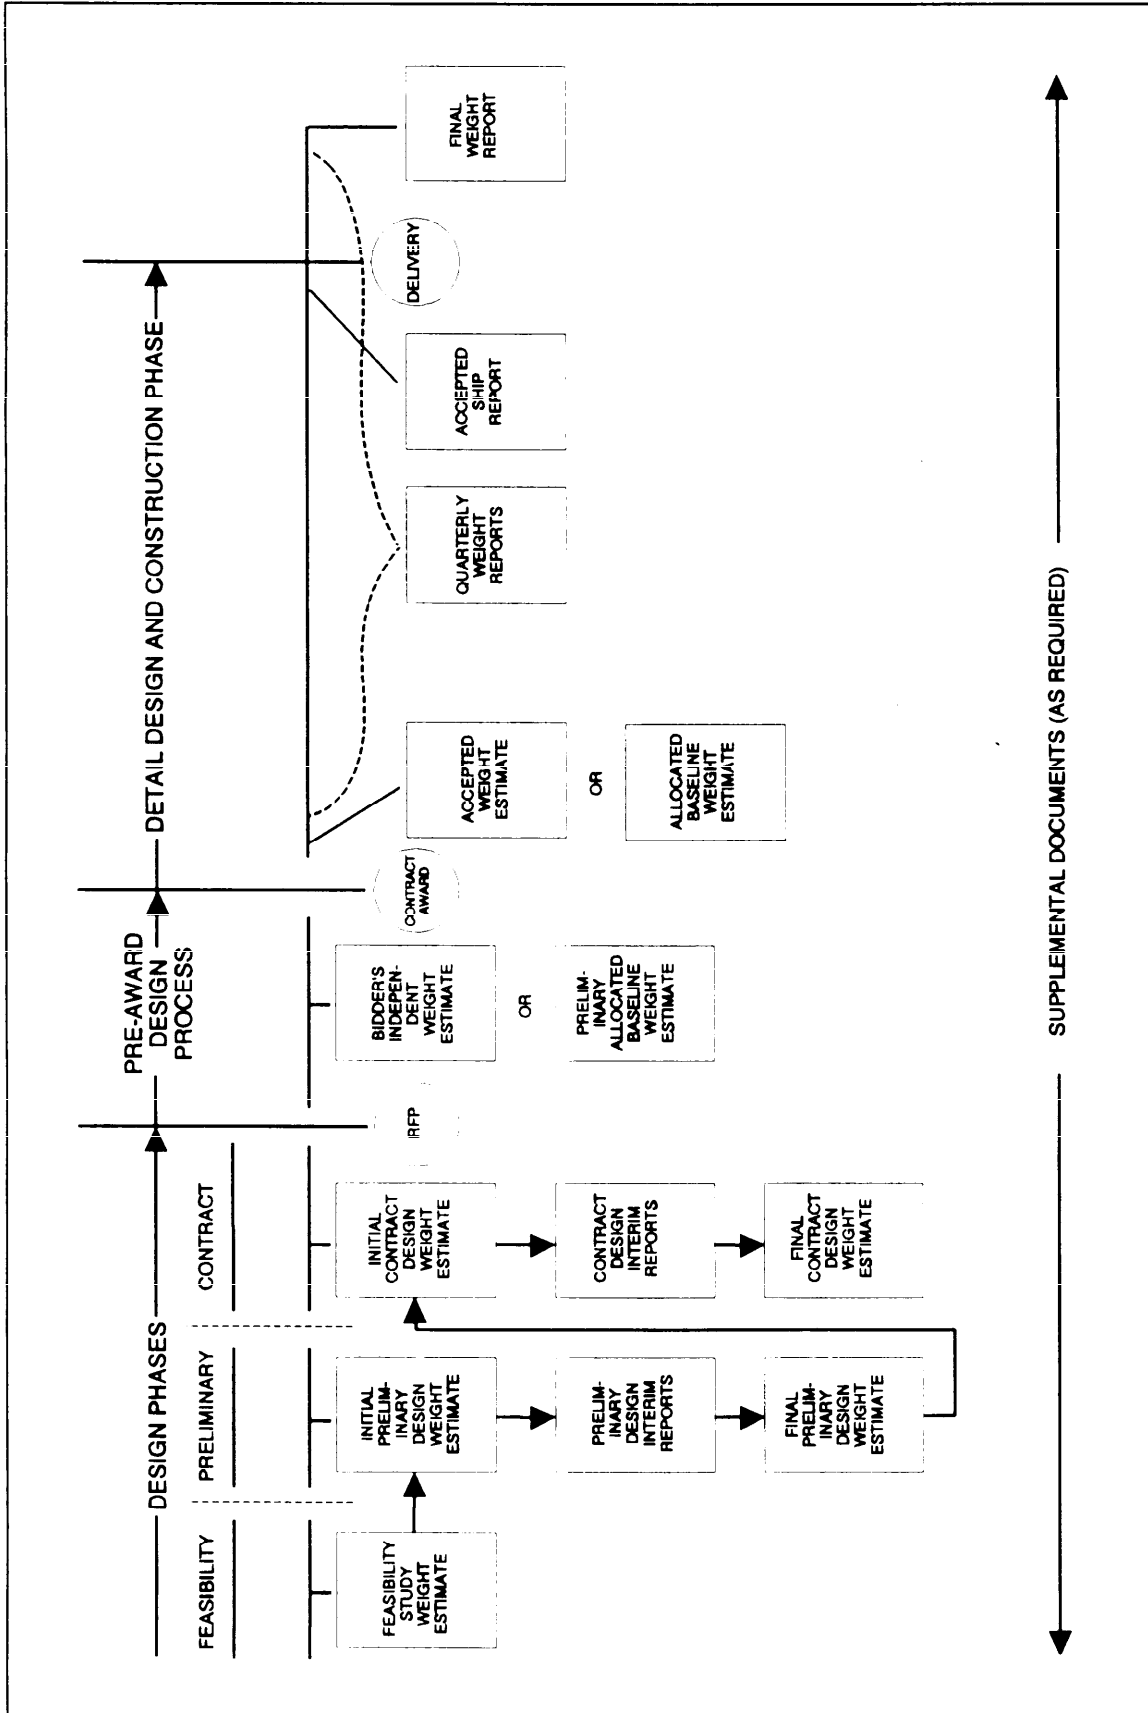 DESIGN PHASES
PRE-AWARD
DESIGN
PROCESS
DETAIL DESIGN AND CONSTRUCTION PHASE
FEASIBILITY
PRELIMINARY
CONTRACT
FEASIBILITY
STUDY
WEIGHT
ESTIMATE
INITIAL
PRELIM-
INARY
DESIGN
WEIGHT
ESTIMATE
PRELIM-
INARY
DESIGN
INTERIM
REPORTS
FINAL
PRELIM-
INARY
DESIGN
WEIGHT
ESTIMATE
INITIAL
CONTRACT
DESIGN
WEIGHT
ESTIMATE
CONTRACT
DESIGN
INTERIM
REPORTS
FINAL
CONTRACT
DESIGN
WEIGHT
ESTIMATE
RFP
BIDDER'S
INDEPEN-
DENT
WEIGHT
ESTIMATE
OR
PRELIM-
INARY
ALLOCATED
BASELINE
WEIGHT
ESTIMATE
CONTRACT
AWARD
ACCEPTED
WEIGHT
ESTIMATE
OR
ALLOCATED
BASELINE
WEIGHT
ESTIMATE
QUARTERLY
WEIGHT
REPORTS
ACCEPTED
SHIP
REPORT
DELIVERY
FINAL
WEIGHT
REPORT
SUPPLEMENTAL DOCUMENTS (AS REQUIRED)